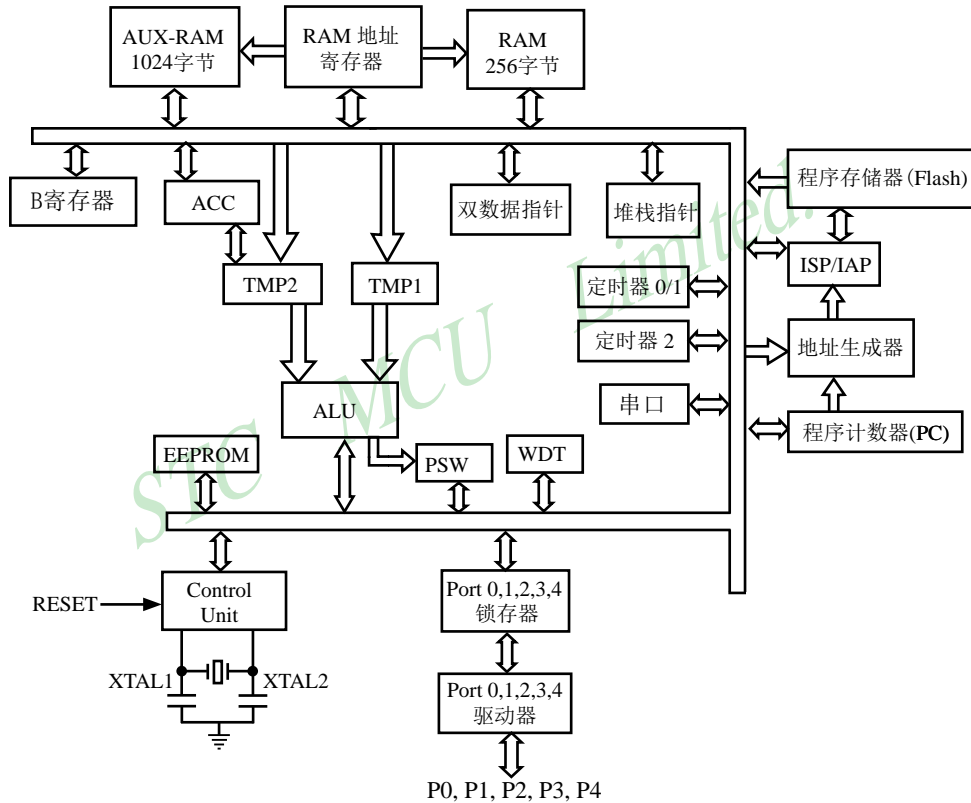 AUX-RAM
1024字节
RAM 地址
寄存器
RAM
256字节
B寄存器
ACC
双数据指针
堆栈指针
程序存储器(Flash)
ISP/IAP
TMP2
TMP1
定时器 0/1
定时器 2
地址生成器
ALU
串口
程序计数器(PC)
EEPROM
PSW
WDT
STC MCU Limited.
RESET
Control
Unit
Port 0,1,2,3,4
锁存器
XTAL1
XTAL2
Port 0,1,2,3,4
驱动器
P0, P1, P2, P3, P4